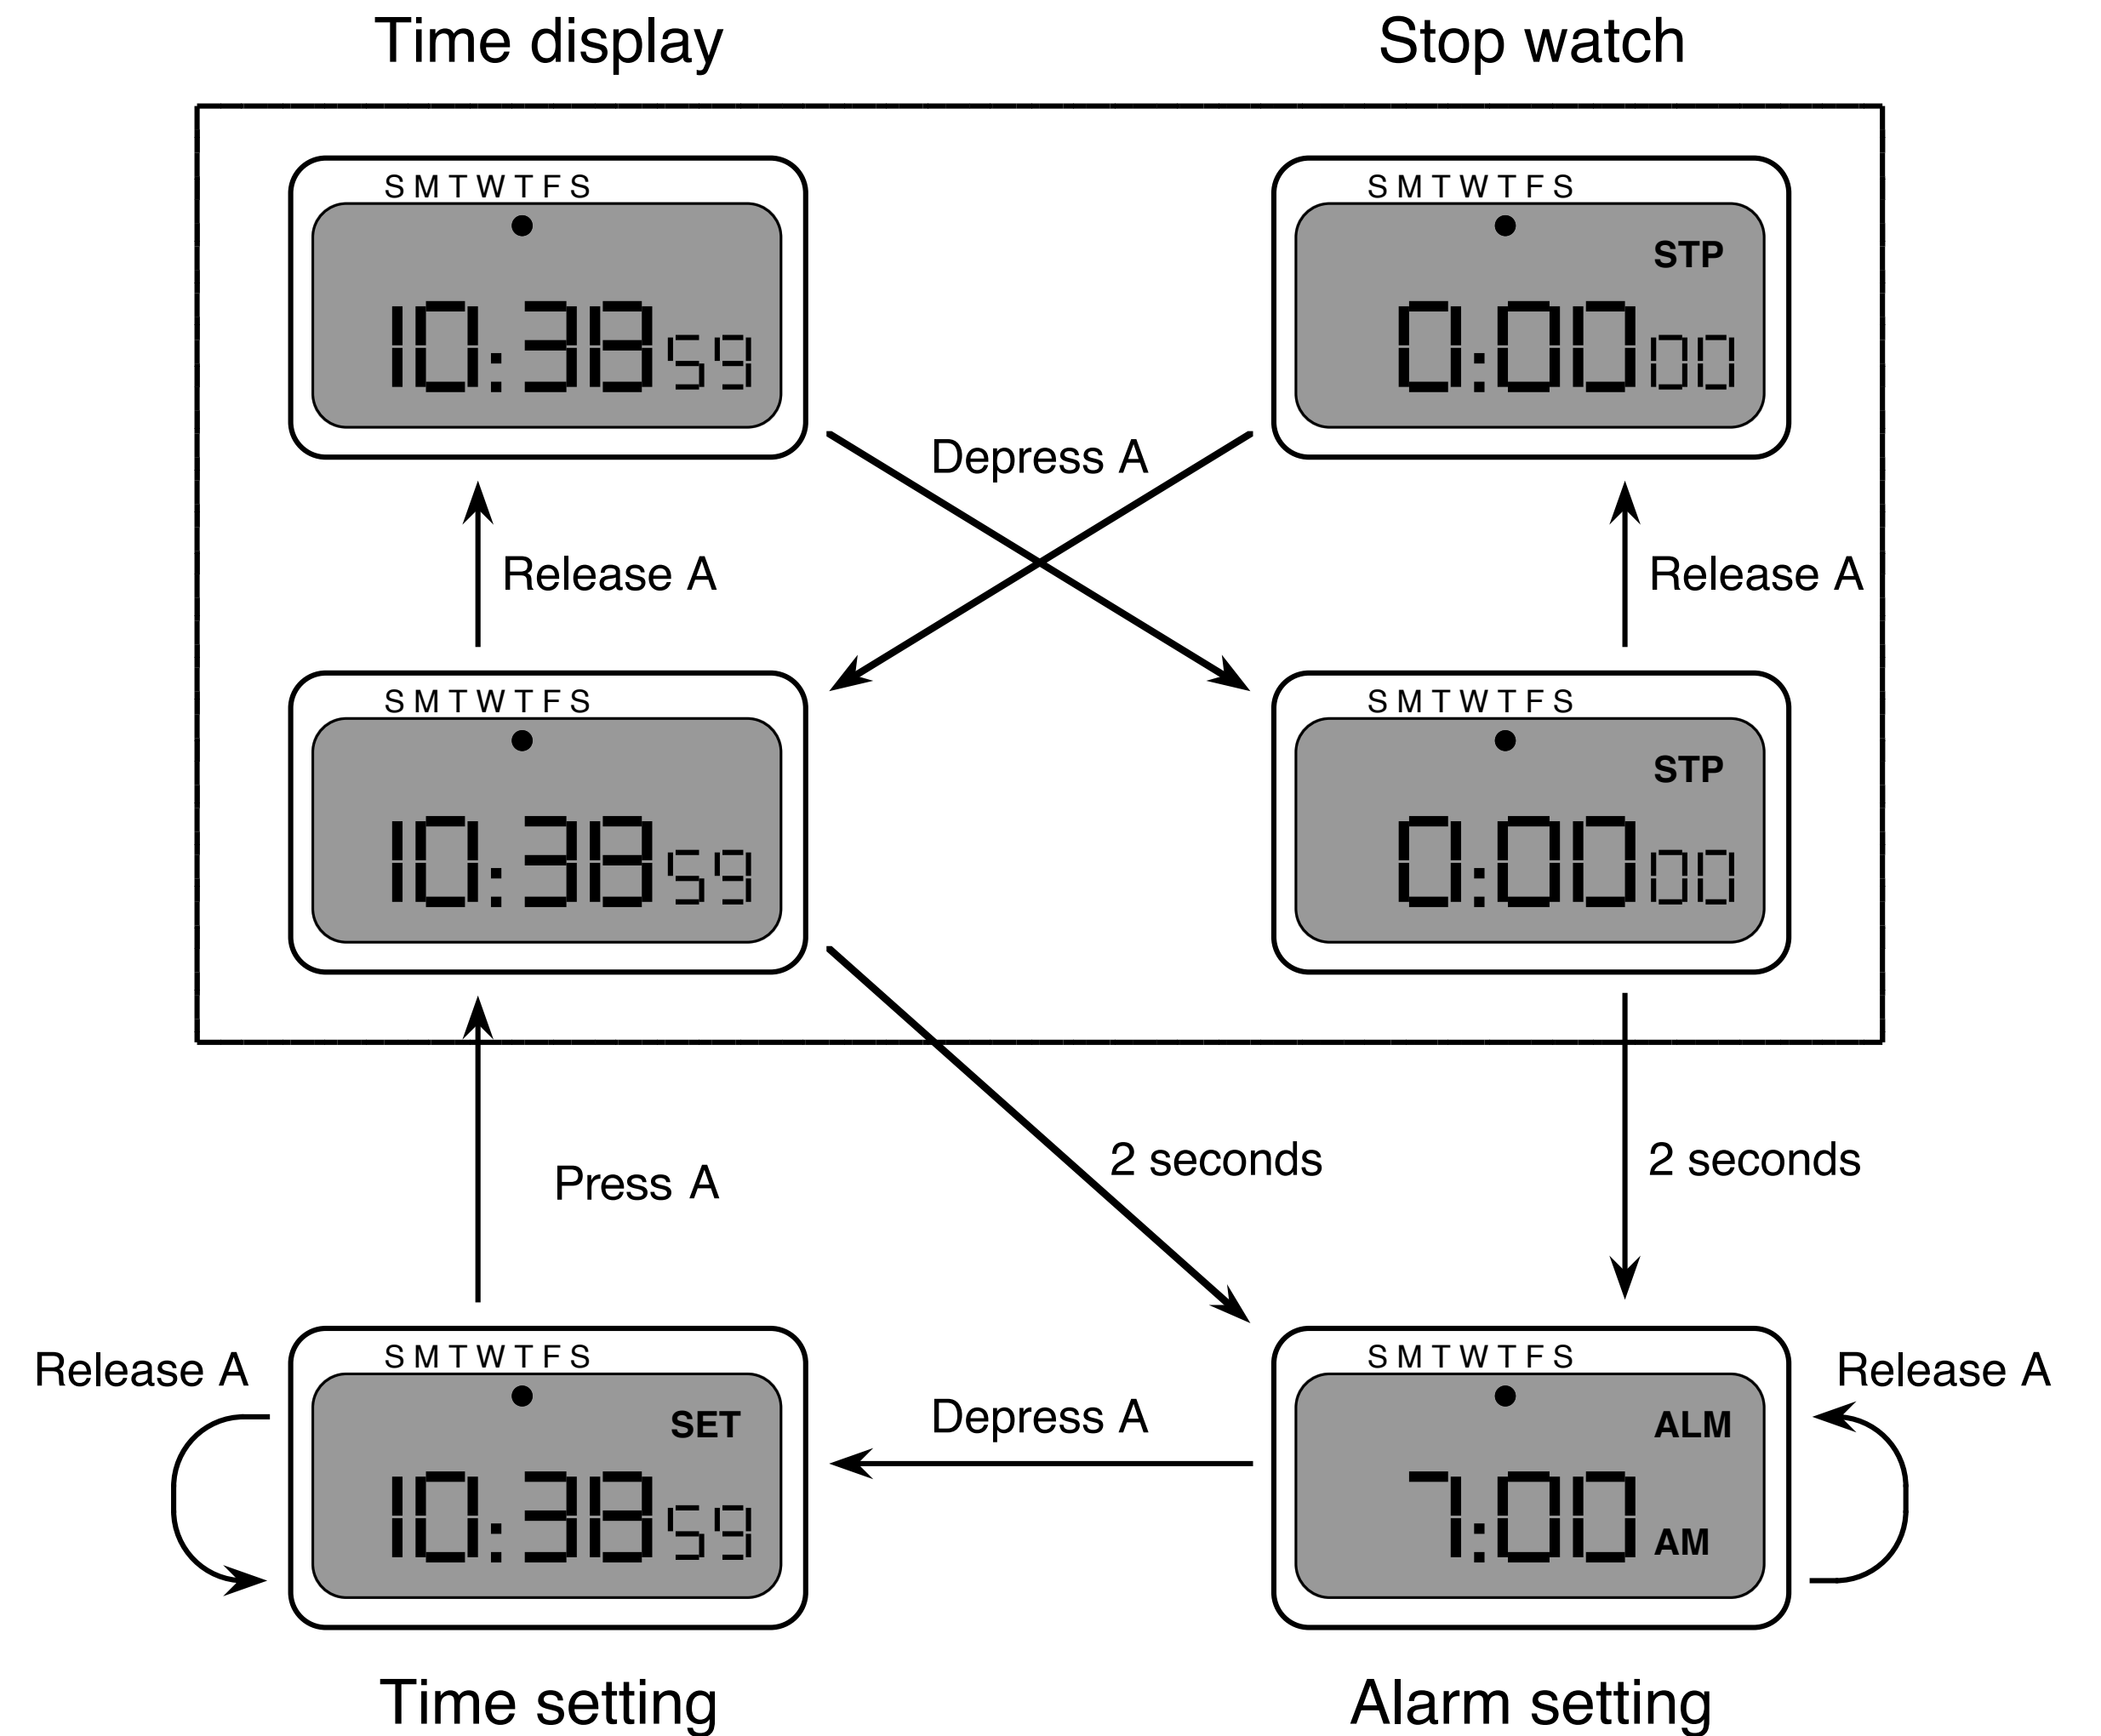 Time display
Stop watch
S M T W T F S
10:38 59
S M T W T F S
STP
0:00 00
Depress A
Release A
Release A
S M T W T F S
10:38 59
S M T W T F S
STP
0:00 00
Press A
2 seconds
2 seconds
Release A
S M T W T F S
SET
10:38 59
Depress A
S M T W T F S
ALM
7:00 AM
Release A
Time setting
Alarm setting